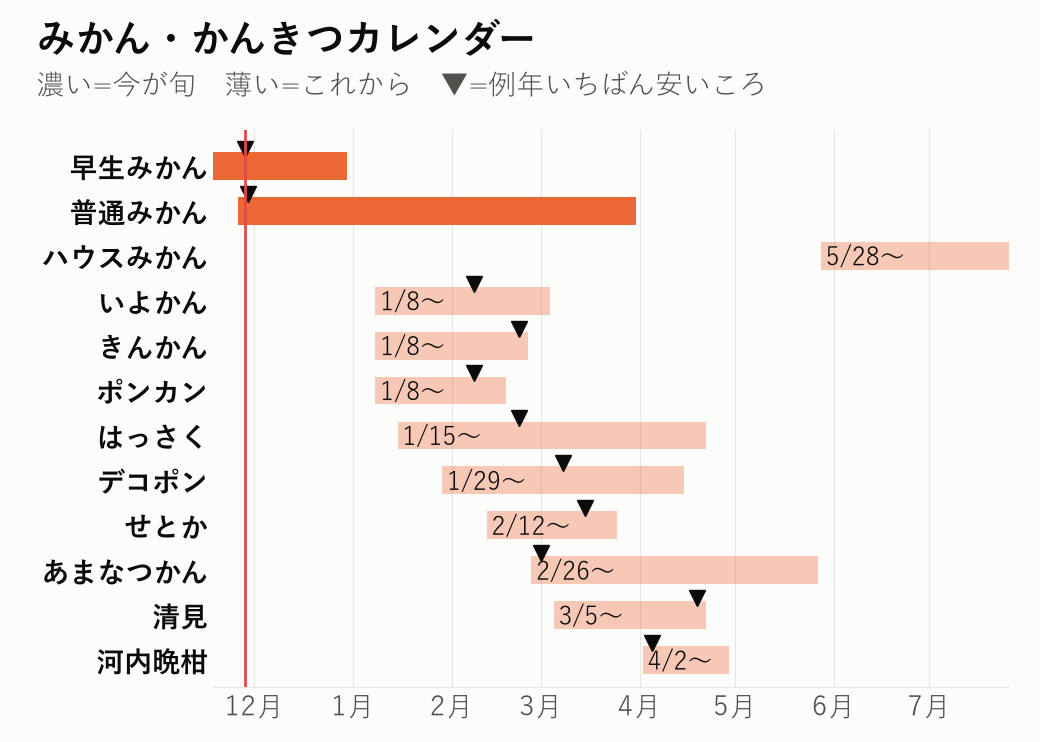 みかん・かんきつカレンダー
濃い=今が旬　薄い=これから　▼=例年いちばん安いころ
早生みかん
普通みかん
ハウスみかん 5/28〜
いよかん 1/8〜
きんかん 1/8〜
ポンカン 1/8〜
はっさく 1/15〜
デコポン 1/29〜
せとか 2/12〜
あまなつかん 2/26〜
清見 3/5〜
河内晩柑 4/2〜
12月 1月 2月 3月 4月 5月 6月 7月